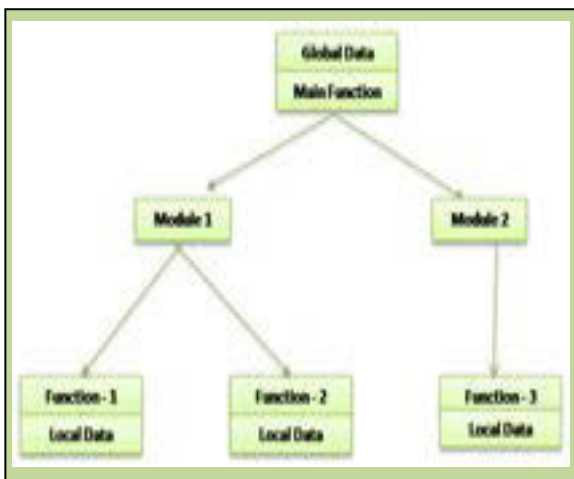 Global Data
Main Function
Module 1
Module 2
Function - 1
Local Data
Function - 2
Local Data
Function - 3
Local Data